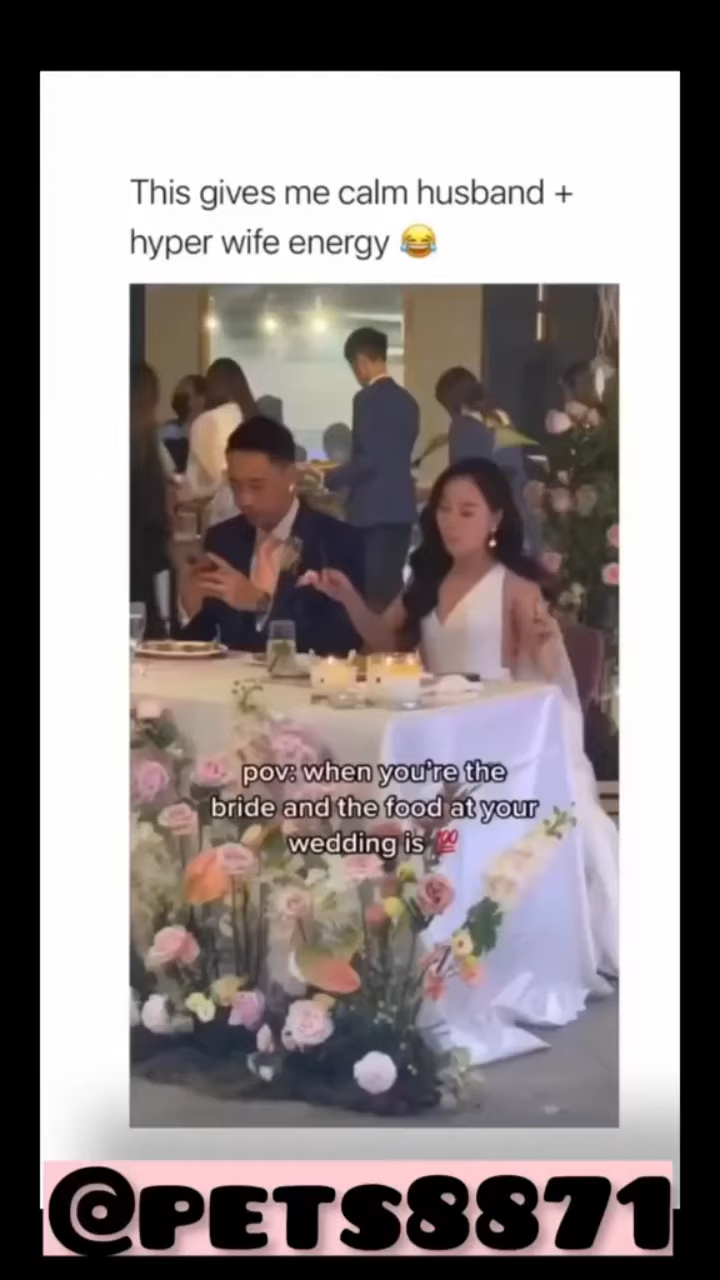 This gives me calm husband +
hyper wife energy 😂
pov: when you're the
bride and the food at your
wedding is 💯
@PETS8871